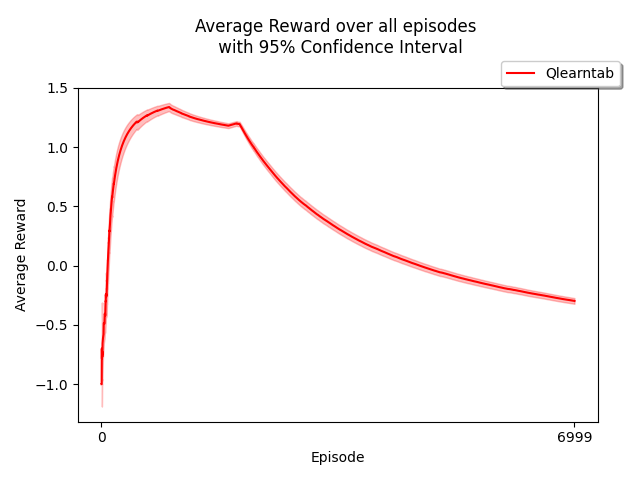 Average Reward over all episodes
with 95% Confidence Interval
Qlearntab
1.5
1.0
0.5
0.0
−0.5
−1.0
Average Reward
0
6999
Episode